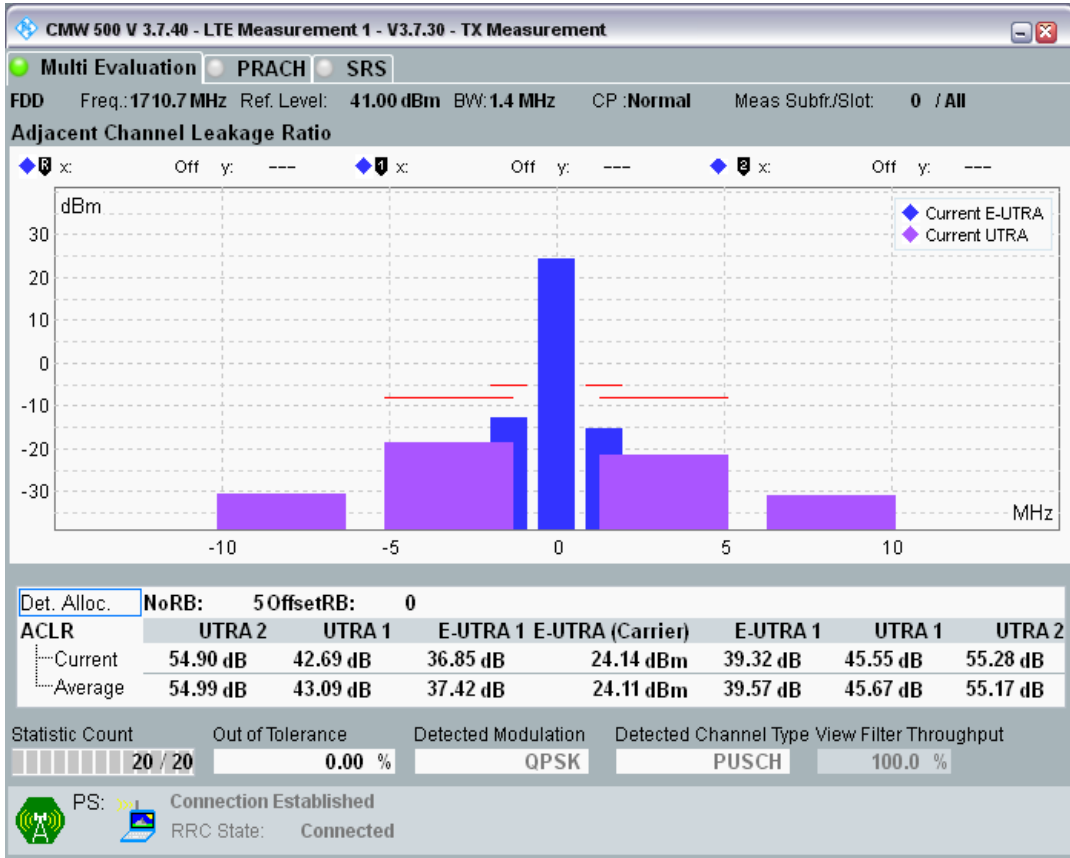 CMW 500 V 3.7.40 - LTE Measurement 1 - V3.7.30 - TX Measurement
Multi Evaluation PRACH SRS
FDD Freq.:1710.7 MHz Ref. Level: 41.00 dBm BW:1.4 MHz CP :Normal Meas Subfr./Slot: 0 / All
Adjacent Channel Leakage Ratio
R x: Off y: --- 1 x: Off y: --- 2 x: Off y: ---
dBm
Current E-UTRA
Current UTRA
30
20
10
0
-10
-20
-30
MHz
-10 -5 0 5 10
Det. Alloc. NoRB: 5 OffsetRB: 0
ACLR UTRA 2 UTRA 1 E-UTRA 1 E-UTRA (Carrier) E-UTRA 1 UTRA 1 UTRA 2
Current 54.90 dB 42.69 dB 36.85 dB 24.14 dBm 39.32 dB 45.55 dB 55.28 dB
Average 54.99 dB 43.09 dB 37.42 dB 24.11 dBm 39.57 dB 45.67 dB 55.17 dB
Statistic Count Out of Tolerance Detected Modulation Detected Channel Type View Filter Throughput
20 / 20 0.00 % QPSK PUSCH 100.0 %
PS: Connection Established
RRC State: Connected